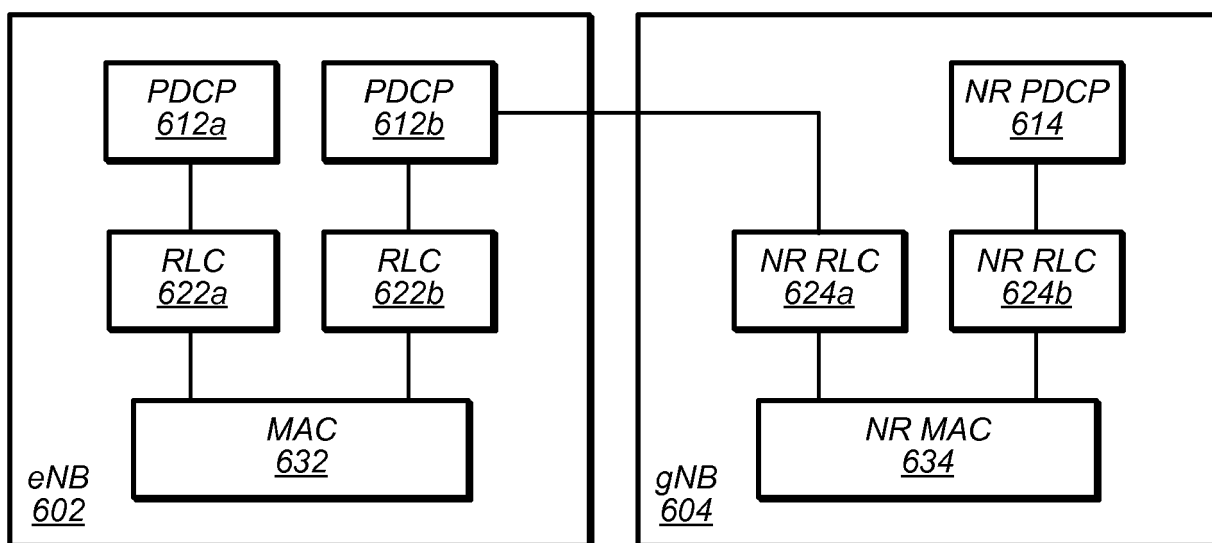 PDCP
612a
PDCP
612b
NR PDCP
614
RLC
622a
RLC
622b
NR RLC
624a
NR RLC
624b
MAC
632
NR MAC
634
eNB
602
gNB
604